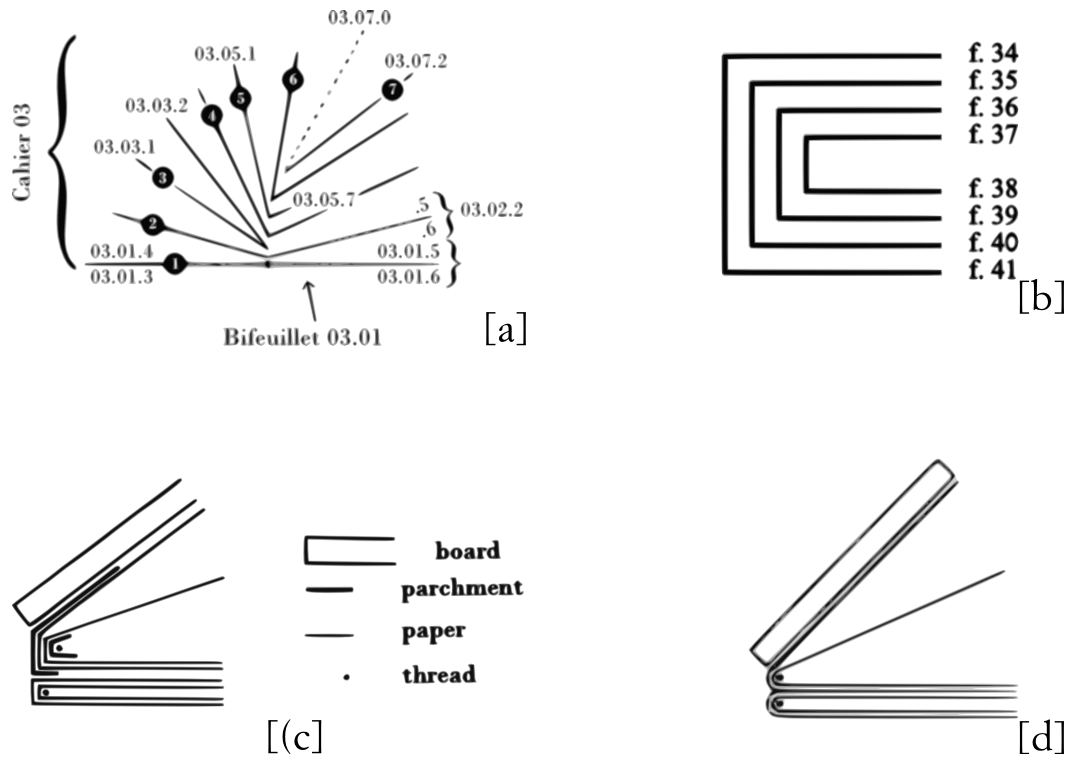 03.07.0
03.05.1
6
03.07.2
5
7
03.03.2
4
Cahier 03
03.03.1
3
03.05.7
.5
03.02.2
2
.6
03.01.4
03.01.5
1
03.01.3
03.01.6
Bifeuillet 03.01
[a]
f. 34
f. 35
f. 36
f. 37
f. 38
f. 39
f. 40
f. 41
[b]
board
parchment
paper
thread
[(c]
[d]